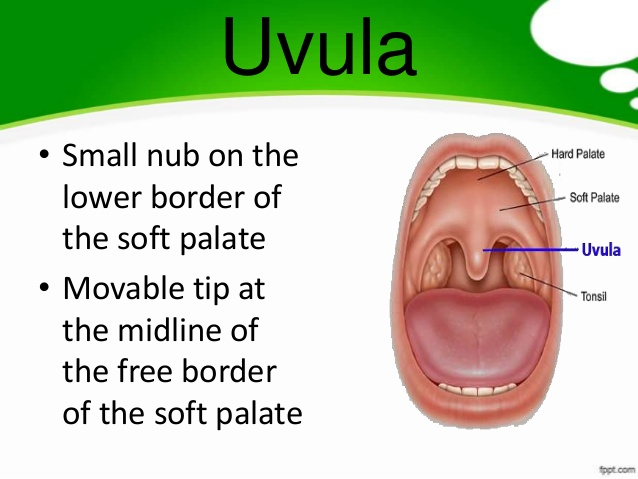 Uvula
• Small nub on the
lower border of
the soft palate
• Movable tip at
the midline of
the free border
of the soft palate
Hard Palate
Soft Palate
Uvula
Tonsil
fppt.com